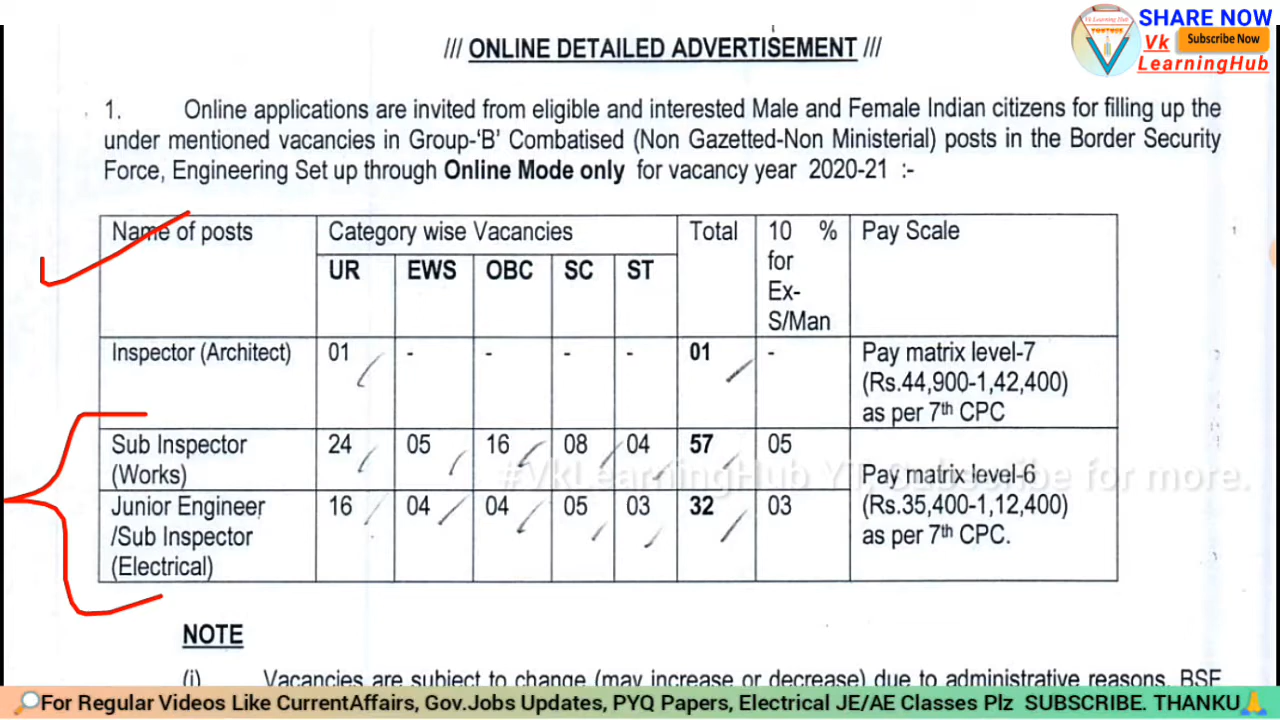 SHARE NOW
Vk Learning Hub
YOUTUBE
Vk
Subscribe Now
LearningHub
/// ONLINE DETAILED ADVERTISEMENT ///
1. Online applications are invited from eligible and interested Male and Female Indian citizens for filling up the
under mentioned vacancies in Group-‘B’ Combatised (Non Gazetted-Non Ministerial) posts in the Border Security
Force, Engineering Set up through Online Mode only for vacancy year 2020-21 :-
Name of posts Category wise Vacancies Total 10 % for Ex-S/Man Pay Scale
UR EWS OBC SC ST
Inspector (Architect) 01 - - - - 01 - Pay matrix level-7
(Rs.44,900-1,42,400)
as per 7th CPC
Sub Inspector 24 05 16 08 04 57 05
(Works)
Pay matrix level-6
Junior Engineer 16 04 04 05 03 32 03 (Rs.35,400-1,12,400)
/Sub Inspector as per 7th CPC.
(Electrical)
#VkLearningHub YT. Subscribe for more.
NOTE
(i) Vacancies are subject to change (may increase or decrease) due to administrative reasons. BSF
For Regular Videos Like CurrentAffairs, Gov.Jobs Updates, PYQ Papers, Electrical JE/AE Classes Plz SUBSCRIBE. THANKU